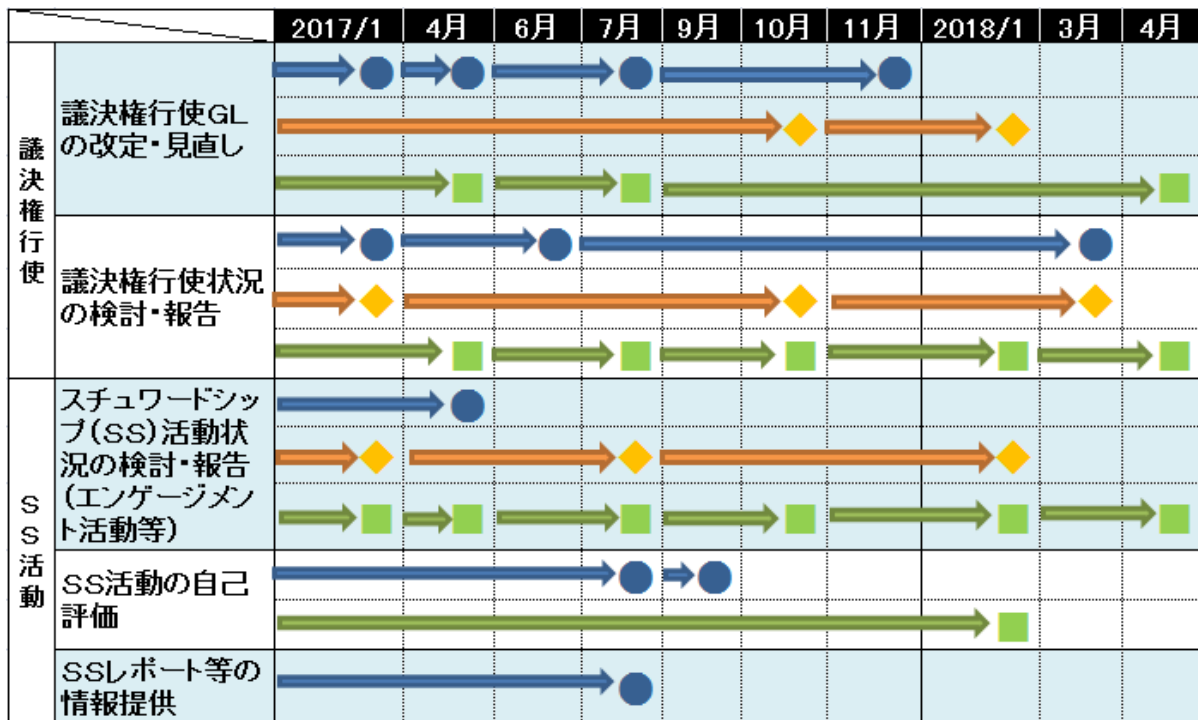 2017/1 4月 6月 7月 9月 10月 11月 2018/1 3月 4月
議決権行使
議決権行使GL
の改定・見直し
議決権行使状況
の検討・報告
SS活動
スチュワードシッ
プ(SS)活動状
況の検討・報告
(エンゲージメン
ト活動等)
SS活動の自己
評価
SSレポート等の
情報提供